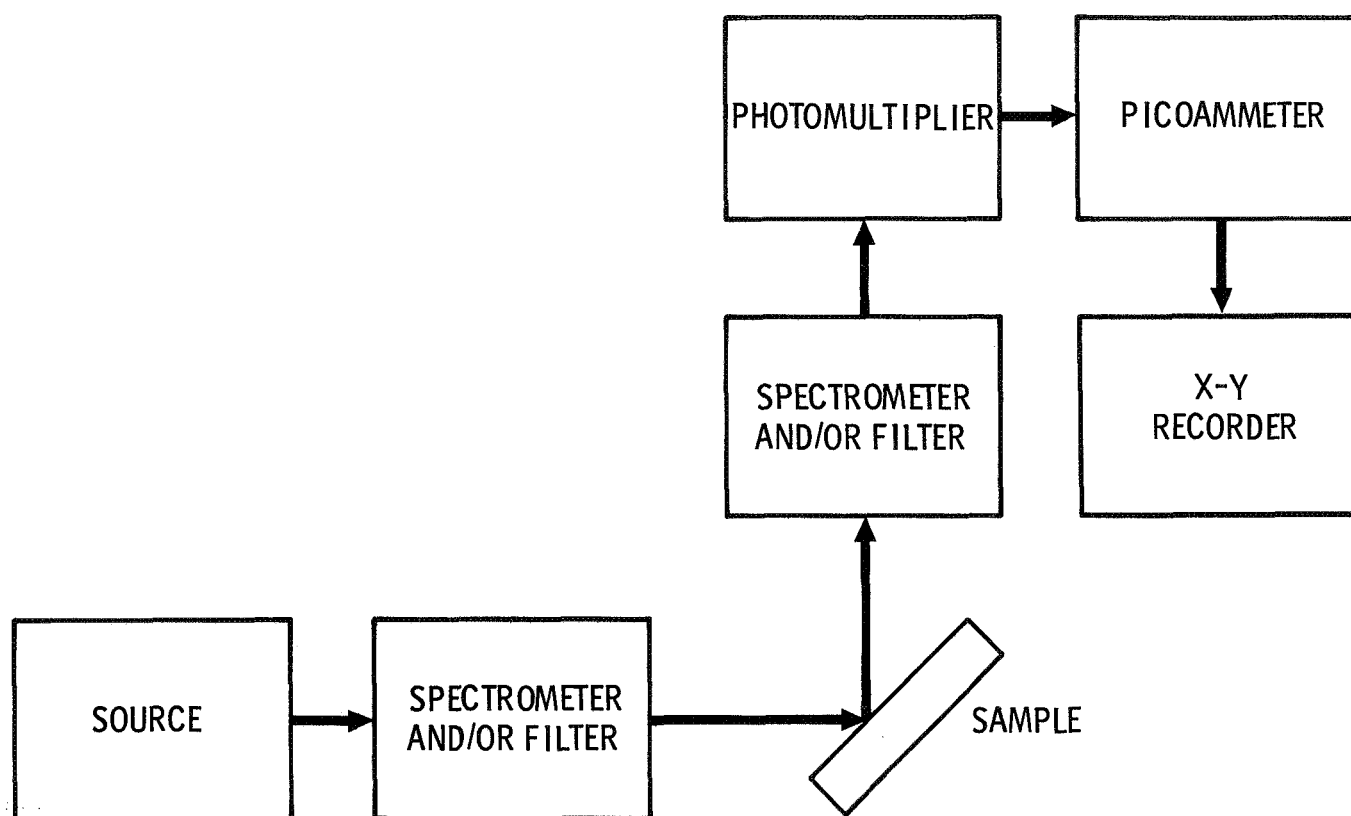 PHOTOMULTIPLIER
PICOAMMETER
SPECTROMETER
AND/OR FILTER
X-Y
RECORDER
SOURCE
SPECTROMETER
AND/OR FILTER
SAMPLE